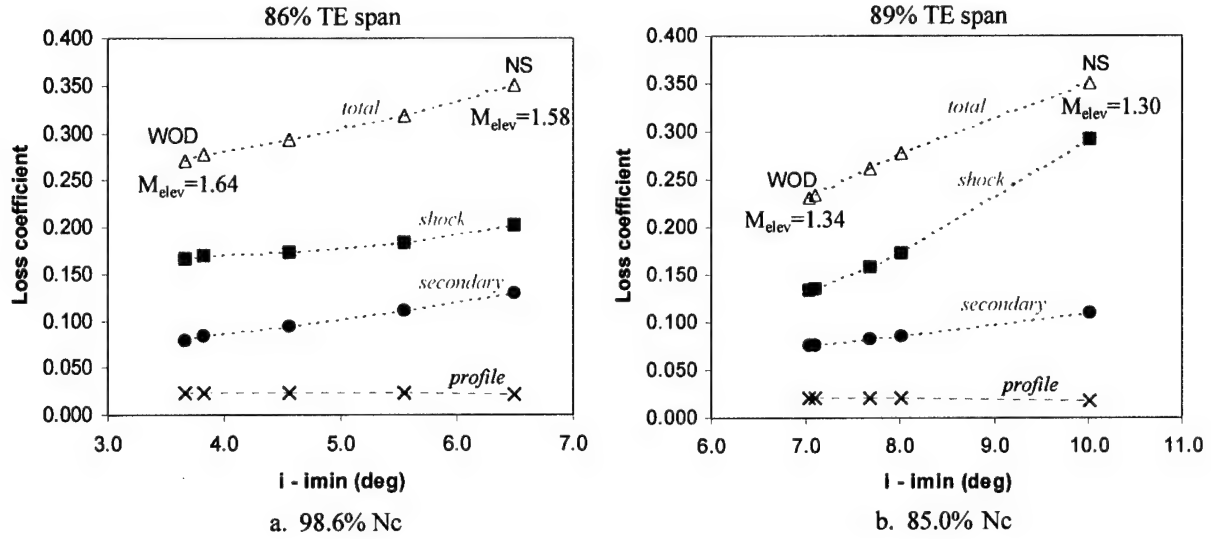 86% TE span
0.400
0.350
0.300
0.250
0.200
0.150
0.100
0.050
0.000
Loss coefficient
NS
total
M_elev=1.58
WOD
M_elev=1.64
shock
secondary
profile
3.0 4.0 5.0 6.0 7.0
i - imin (deg)
a. 98.6% Nc
89% TE span
0.400
0.350
0.300
0.250
0.200
0.150
0.100
0.050
0.000
Loss coefficient
NS
total
M_elev=1.30
shock
WOD
M_elev=1.34
secondary
profile
6.0 7.0 8.0 9.0 10.0 11.0
i - imin (deg)
b. 85.0% Nc